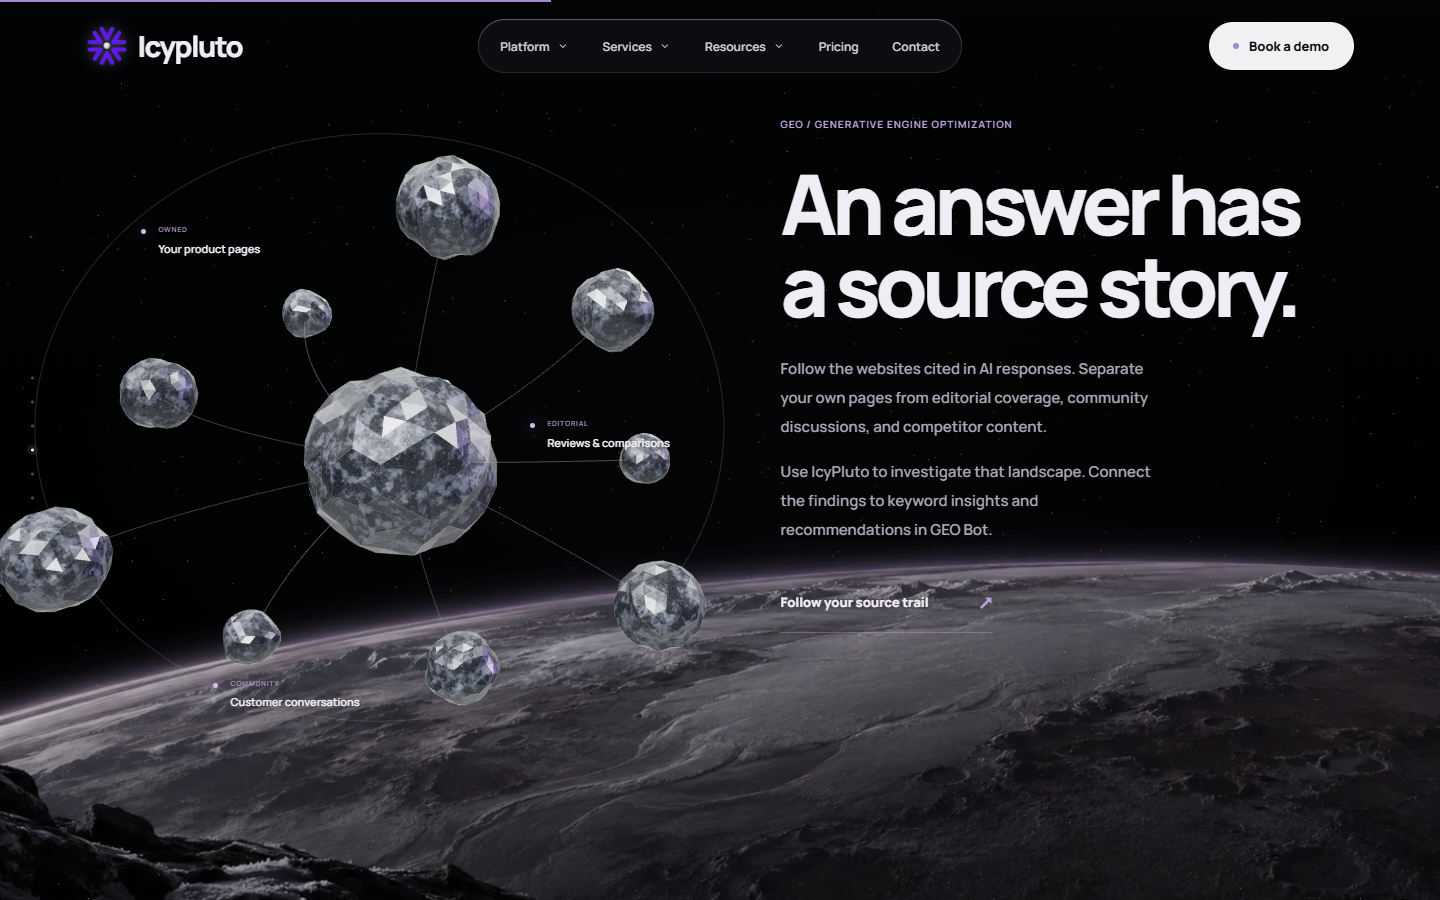 Icypluto
Platform
Services
Resources
Pricing
Contact
Book a demo
GEO / GENERATIVE ENGINE OPTIMIZATION
An answer has
a source story.
OWNED
Your product pages
EDITORIAL
Reviews & comparisons
COMMUNITY
Customer conversations
Follow the websites cited in AI responses. Separate
your own pages from editorial coverage, community
discussions, and competitor content.
Use IcyPluto to investigate that landscape. Connect
the findings to keyword insights and
recommendations in GEO Bot.
Follow your source trail